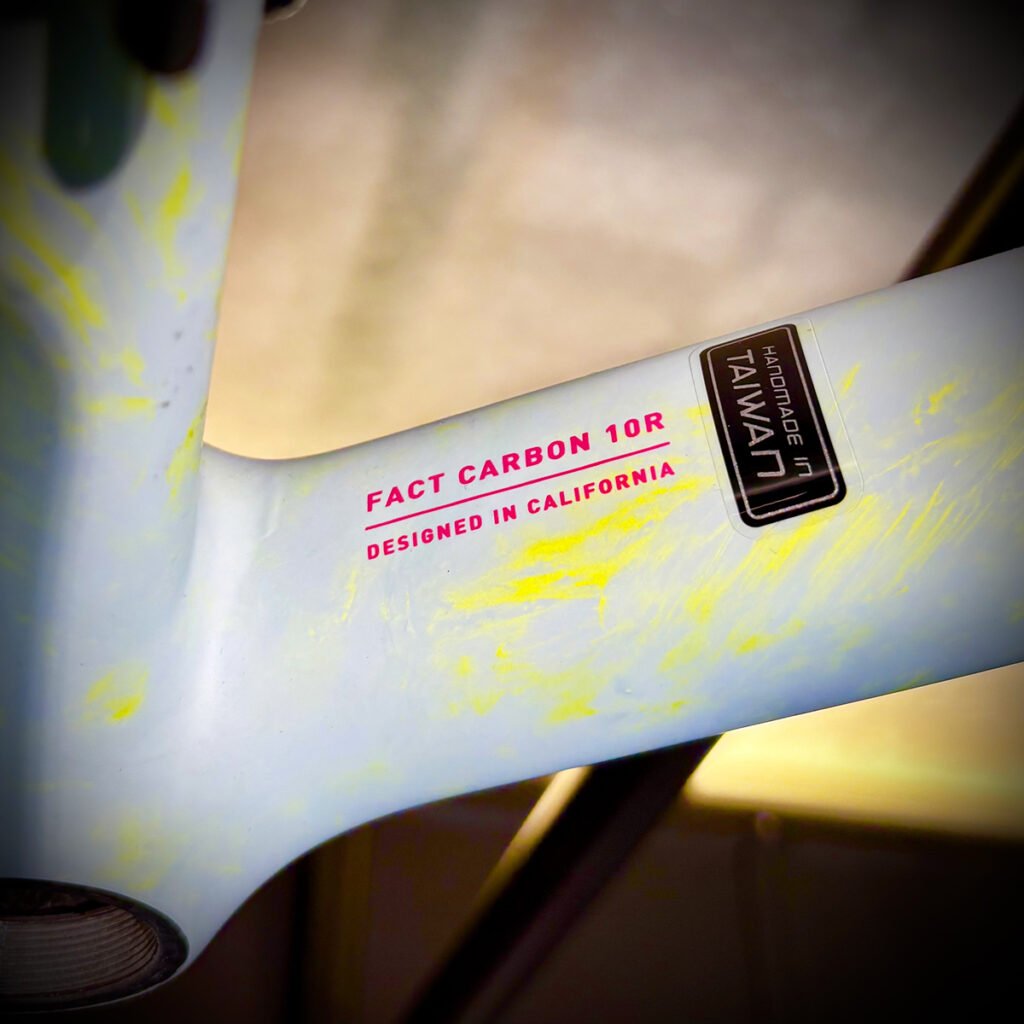 FACT CARBON 10R
DESIGNED IN CALIFORNIA
HANDMADE IN
TAIWAN